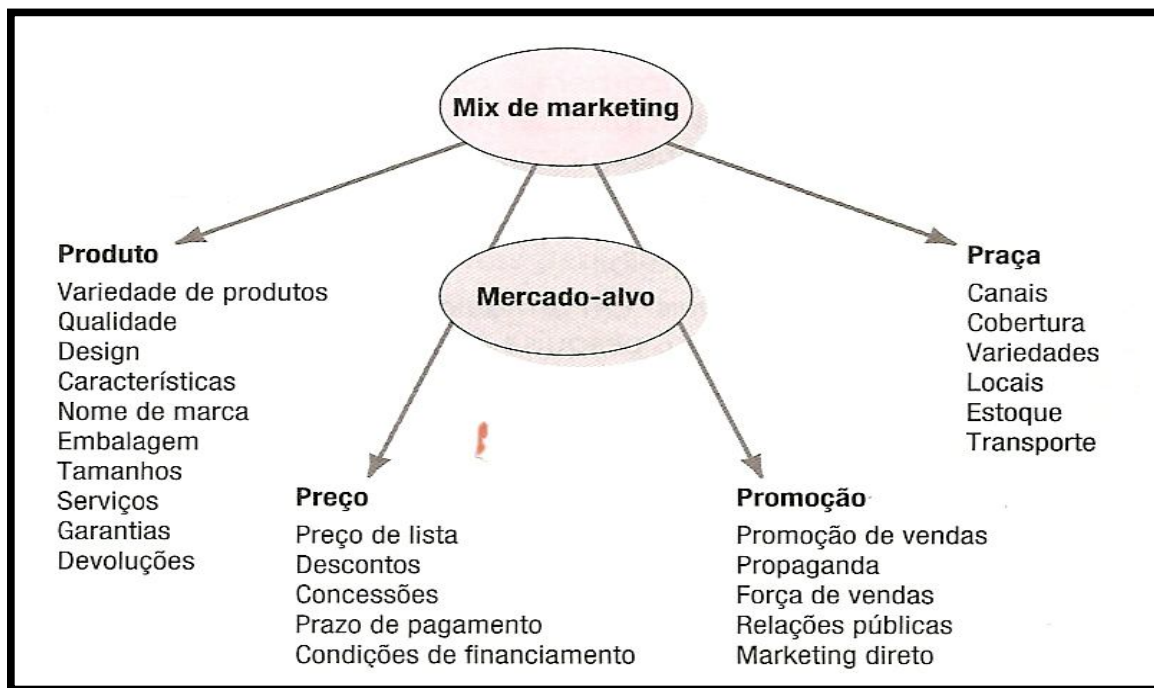 Mix de marketing
Mercado-alvo
Produto
Variedade de produtos
Qualidade
Design
Características
Nome de marca
Embalagem
Tamanhos
Serviços
Garantias
Devoluções
Preço
Preço de lista
Descontos
Concessões
Prazo de pagamento
Condições de financiamento
Promoção
Promoção de vendas
Propaganda
Força de vendas
Relações públicas
Marketing direto
Praça
Canais
Cobertura
Variedades
Locais
Estoque
Transporte